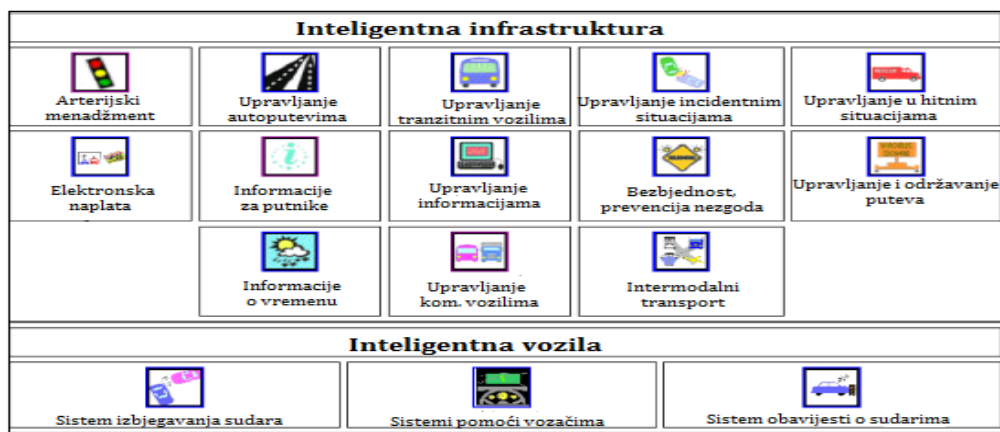 Inteligentna infrastruktura
Arterijski
menadžment
Upravljanje
autoputevima
Upravljanje
tranzitnim vozilima
Upravljanje incidentnim
situacijama
Upravljanje u hitnim
situacijama
Elektronska
naplata
Informacije
za putnike
Upravljanje
informacijama
Bezbjednost,
prevencija nezgoda
Upravljanje i održavanje
puteva
Informacije
o vremenu
Upravljanje
kom. vozilima
Intermodalni
transport
Inteligentna vozila
Sistem izbjegavanja sudara
Sistemi pomoći vozačima
Sistem obavijesti o sudarima